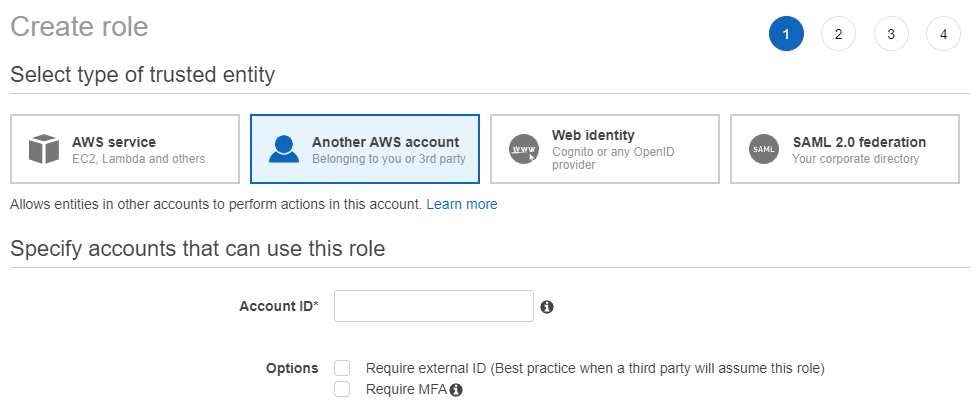 Create role
1 2 3 4
Select type of trusted entity
AWS service
EC2, Lambda and others
Another AWS account
Belonging to you or 3rd party
WWW
Web identity
Cognito or any OpenID
provider
SAML
SAML 2.0 federation
Your corporate directory
Allows entities in other accounts to perform actions in this account. Learn more
Specify accounts that can use this role
Account ID*
Options
Require external ID (Best practice when a third party will assume this role)
Require MFA